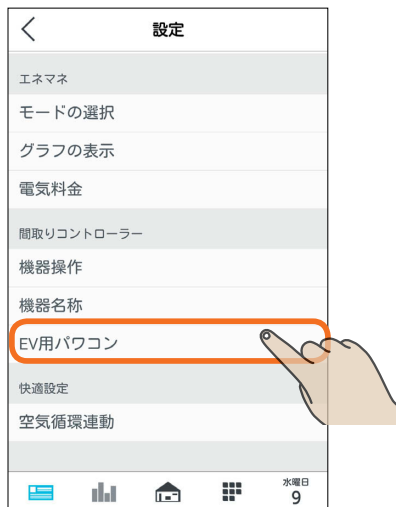 設定
エネマネ
モードの選択
グラフの表示
電気料金
間取りコントローラー
機器操作
機器名称
EV用パワコン
快適設定
空気循環連動
水曜日
9